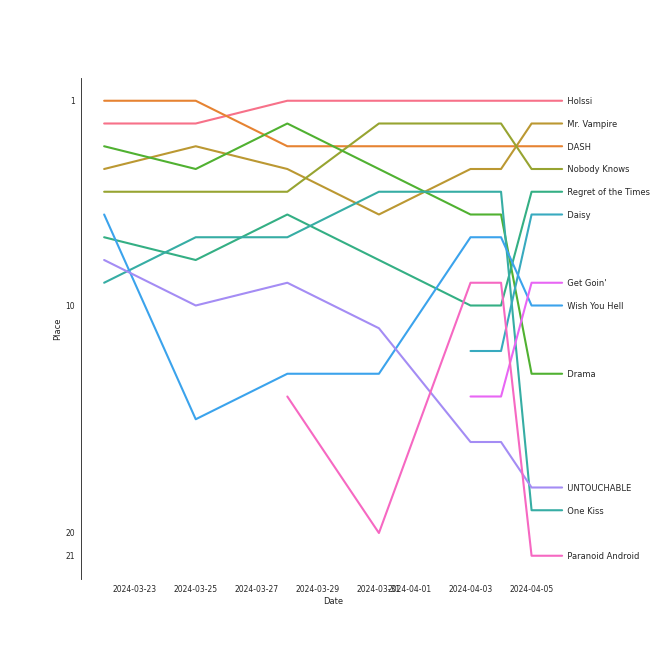 1
Holssi
Mr. Vampire
DASH
Nobody Knows
Regret of the Times
Daisy
Get Goin'
10
Wish You Hell
Place
Drama
UNTOUCHABLE
One Kiss
20
21
Paranoid Android
2024-03-23 2024-03-25 2024-03-27 2024-03-29 2024-03-31 2024-04-01 2024-04-03 2024-04-05
Date